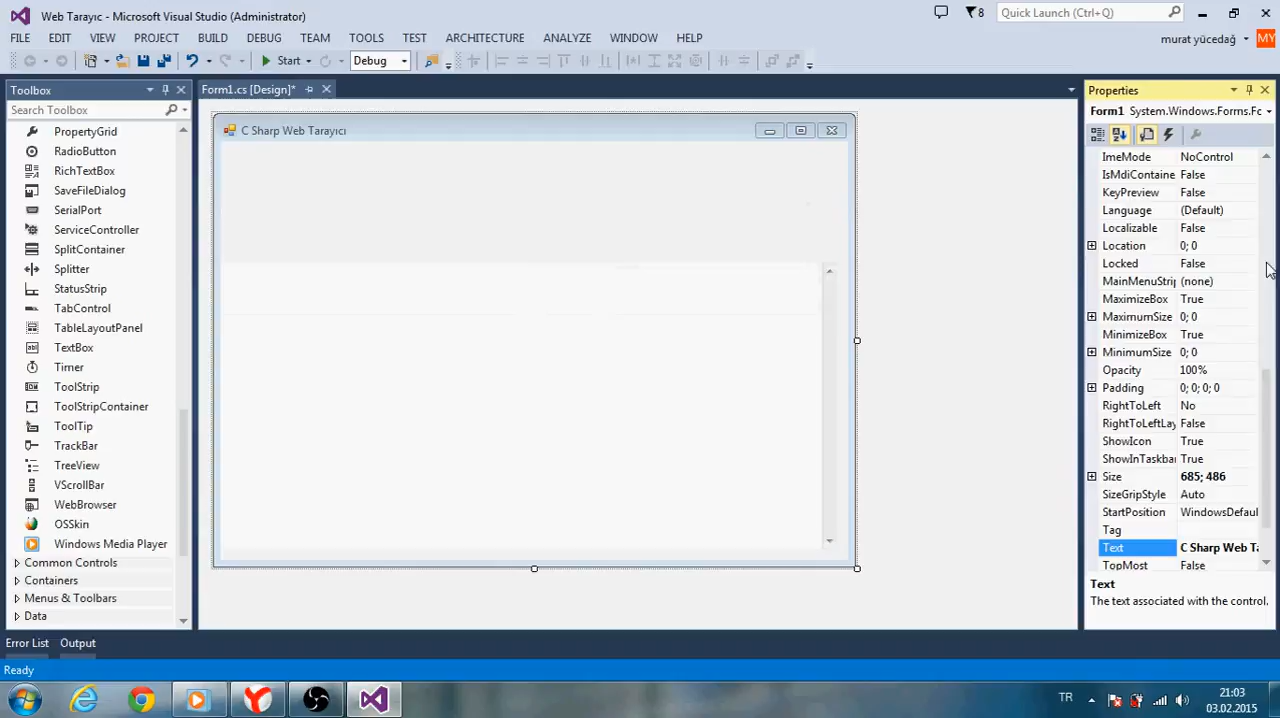 Web Tarayıc - Microsoft Visual Studio (Administrator)
8
Quick Launch (Ctrl+Q)
FILE EDIT VIEW PROJECT BUILD DEBUG TEAM TOOLS TEST ARCHITECTURE ANALYZE WINDOW HELP
murat yücedağ MY
Start Debug
Toolbox
Search Toolbox
PropertyGrid
RadioButton
RichTextBox
SaveFileDialog
SerialPort
ServiceController
SplitContainer
Splitter
StatusStrip
TabControl
TableLayoutPanel
TextBox
Timer
ToolStrip
ToolStripContainer
ToolTip
TrackBar
TreeView
VScrollBar
WebBrowser
OSSkin
Windows Media Player
Common Controls
Containers
Menus & Toolbars
Data
Form1.cs [Design]*
C Sharp Web Tarayıcı
Properties
Form1 System.Windows.Forms.Fc
ImeMode NoControl
IsMdiContaine False
KeyPreview False
Language (Default)
Localizable False
Location 0; 0
Locked False
MainMenuStrip (none)
MaximizeBox True
MaximumSize 0; 0
MinimizeBox True
MinimumSize 0; 0
Opacity 100%
Padding 0; 0; 0; 0
RightToLeft No
RightToLeftLay False
ShowIcon True
ShowInTaskba True
Size 685; 486
SizeGripStyle Auto
StartPosition WindowsDefaul
Tag
Text C Sharp Web Ta
TopMost False
Text
The text associated with the control.
Error List Output
Ready
TR
21:03
03.02.2015